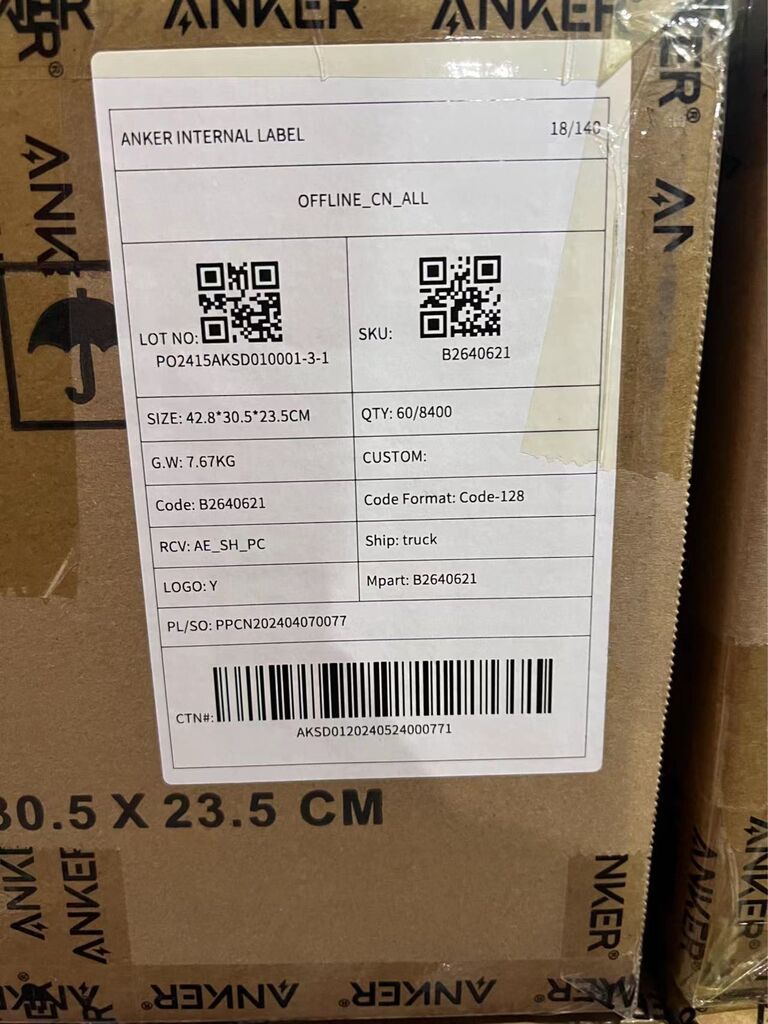 ANKER
ANKER
ANKER INTERNAL LABEL 18/140
OFFLINE_CN_ALL
LOT NO:
PO2415AKSD010001-3-1
SKU:
B2640621
SIZE: 42.8*30.5*23.5CM
QTY: 60/8400
G.W: 7.67KG
CUSTOM:
Code: B2640621
Code Format: Code-128
RCV: AE_SH_PC
Ship: truck
LOGO: Y
Mpart: B2640621
PL/SO: PPCN202404070077
CTN#:
AKSD0120240524000771
30.5 X 23.5 CM
ANKER
ANKER®
ANKER®
ANKER®